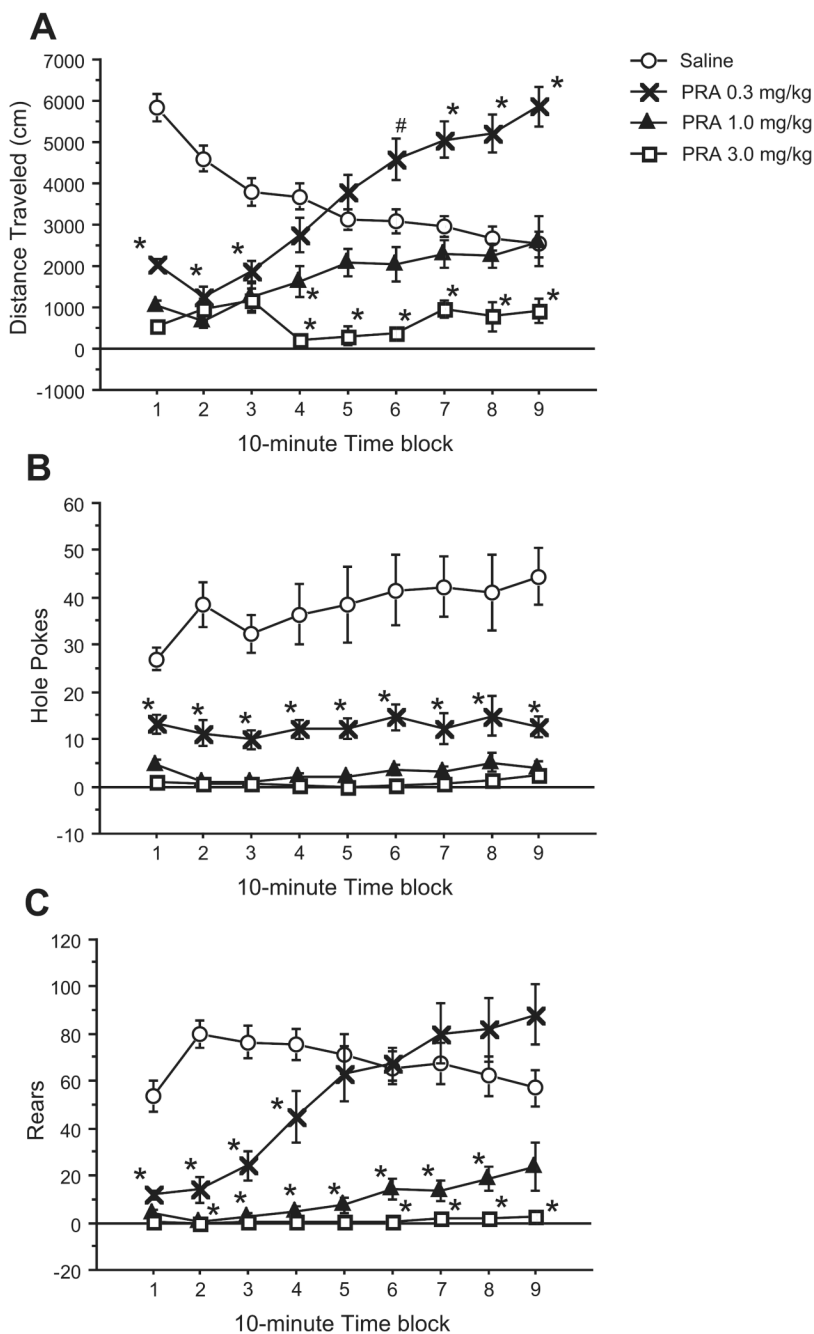 A
7000
6000
5000
4000
3000
2000
1000
0
-1000
Distance Traveled (cm)
* * * # * * * * * * * * * *
1 2 3 4 5 6 7 8 9
10-minute Time block
Saline
PRA 0.3 mg/kg
PRA 1.0 mg/kg
PRA 3.0 mg/kg
B
60
50
40
30
20
10
0
-10
Hole Pokes
* * * * * * * * *
1 2 3 4 5 6 7 8 9
10-minute Time block
C
120
100
80
60
40
20
0
-20
Rears
* * * * * * * * * * * * * * * *
1 2 3 4 5 6 7 8 9
10-minute Time block